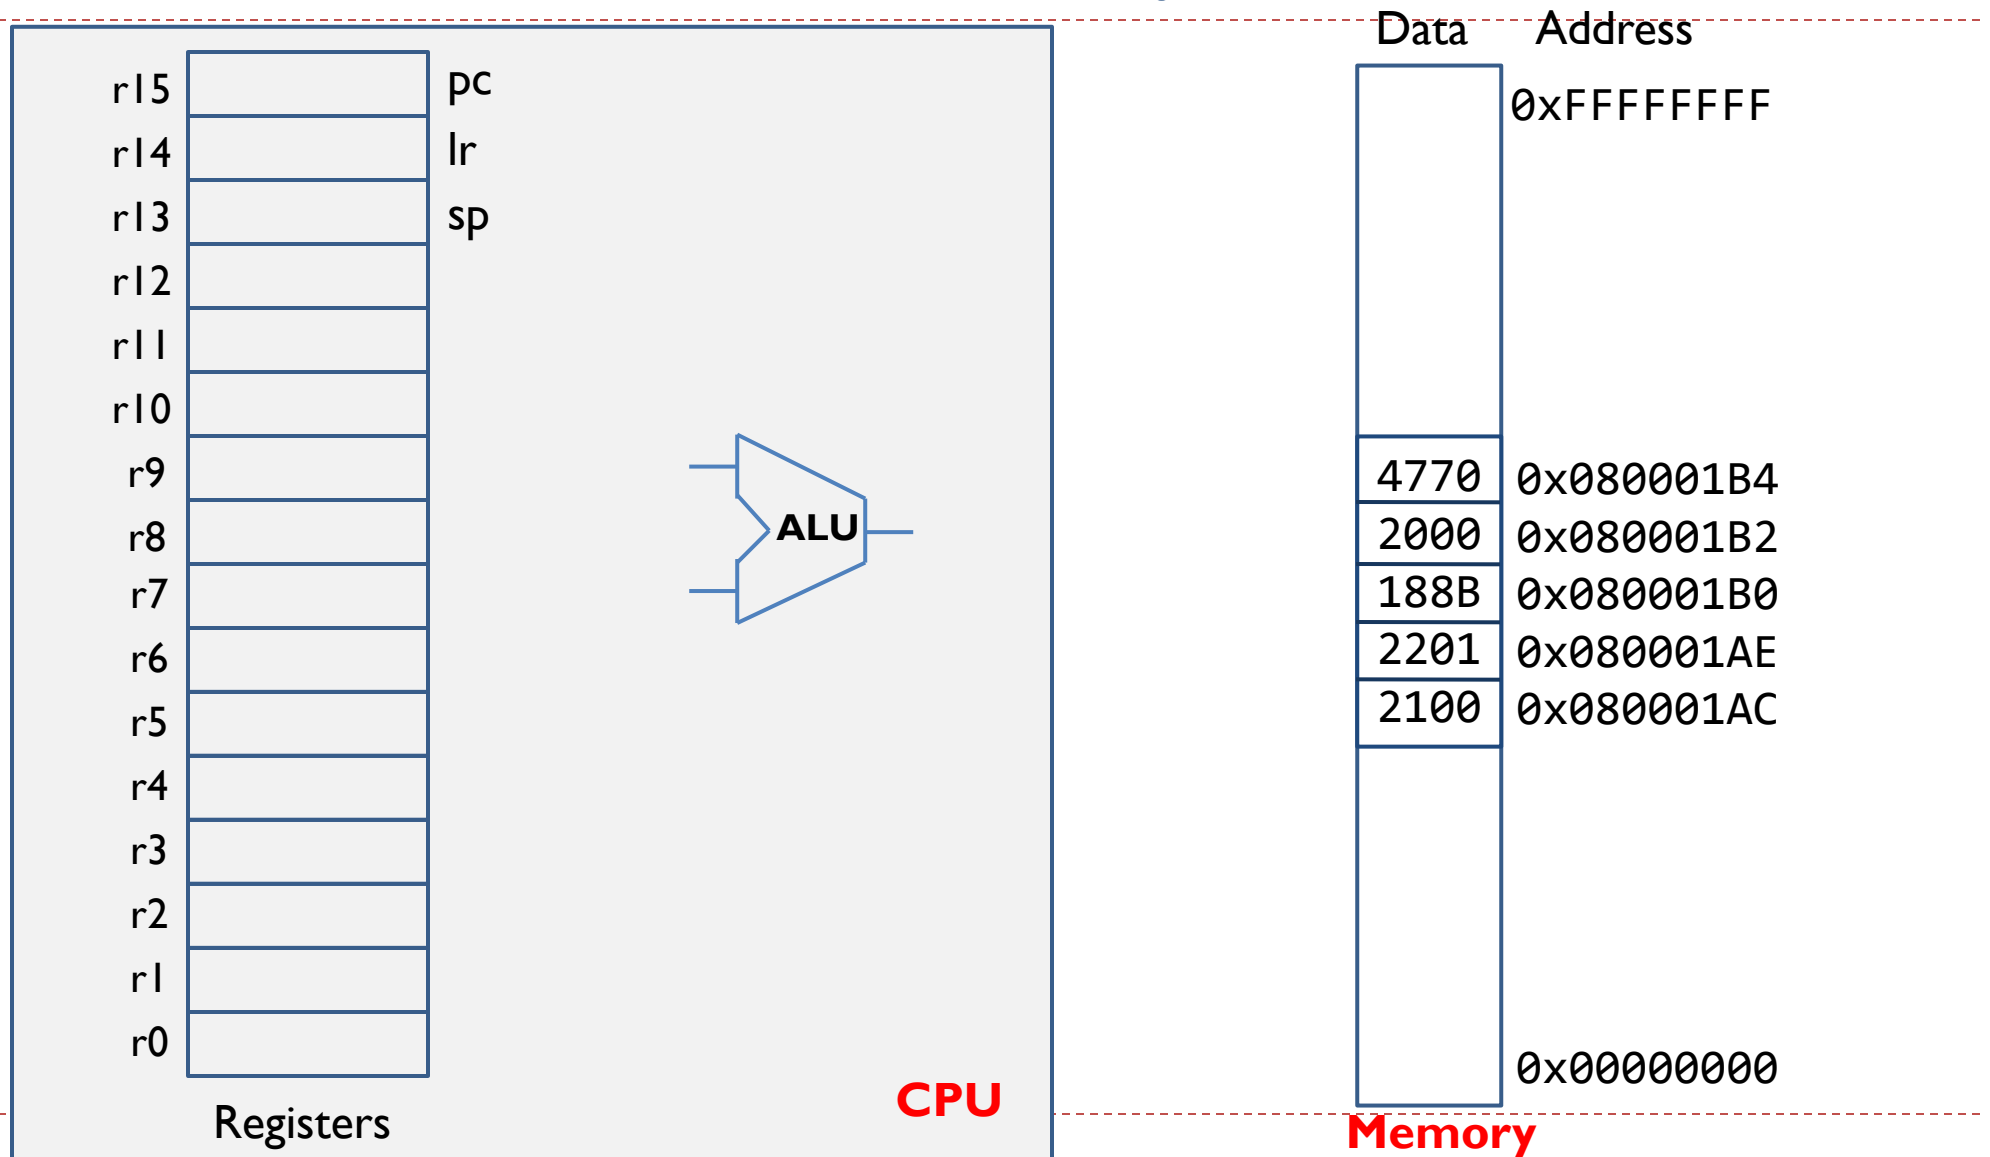 Data Address
r15 pc
0xFFFFFFFF
r14 lr
r13 sp
r12
r11
r10
r9
4770 0x080001B4
r8
ALU
2000 0x080001B2
r7
188B 0x080001B0
r6
2201 0x080001AE
r5
2100 0x080001AC
r4
r3
r2
r1
r0
0x00000000
CPU
Registers
Memory